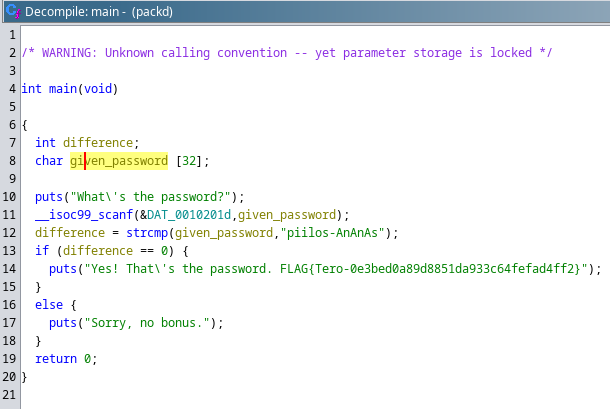 Decompile: main - (packd)
1
2 /* WARNING: Unknown calling convention -- yet parameter storage is locked */
3
4 int main(void)
5
6 {
7   int difference;
8   char given_password [32];
9
10   puts("What\'s the password?");
11   __isoc99_scanf(&DAT_0010201d,given_password);
12   difference = strcmp(given_password,"piilos-AnAnAs");
13   if (difference == 0) {
14     puts("Yes! That\'s the password. FLAG{Tero-0e3bed0a89d8851da933c64fefad4ff2}");
15   }
16   else {
17     puts("Sorry, no bonus.");
18   }
19   return 0;
20 }
21